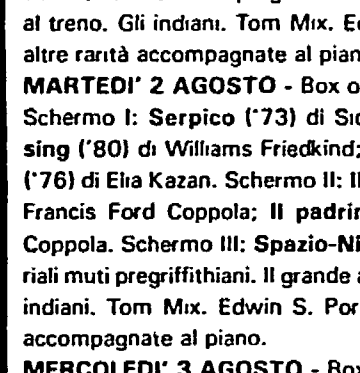 al treno. Gli indiani. Tom Mix. E
altre rarità accompagnate al pian
MARTEDI' 2 AGOSTO - Box o
Schermo I: Serpico ('73) di Si
sing ('80) di Williams Friedkind;
('76) di Elia Kazan. Schermo II: Il
Francis Ford Coppola; Il padrin
Coppola. Schermo III: Spazio-Ni
riali muti pregriffithiani. Il grande a
indiani. Tom Mix. Edwin S. Por
accompagnate al piano.
MERCOLEDI' 3 AGOSTO - Box